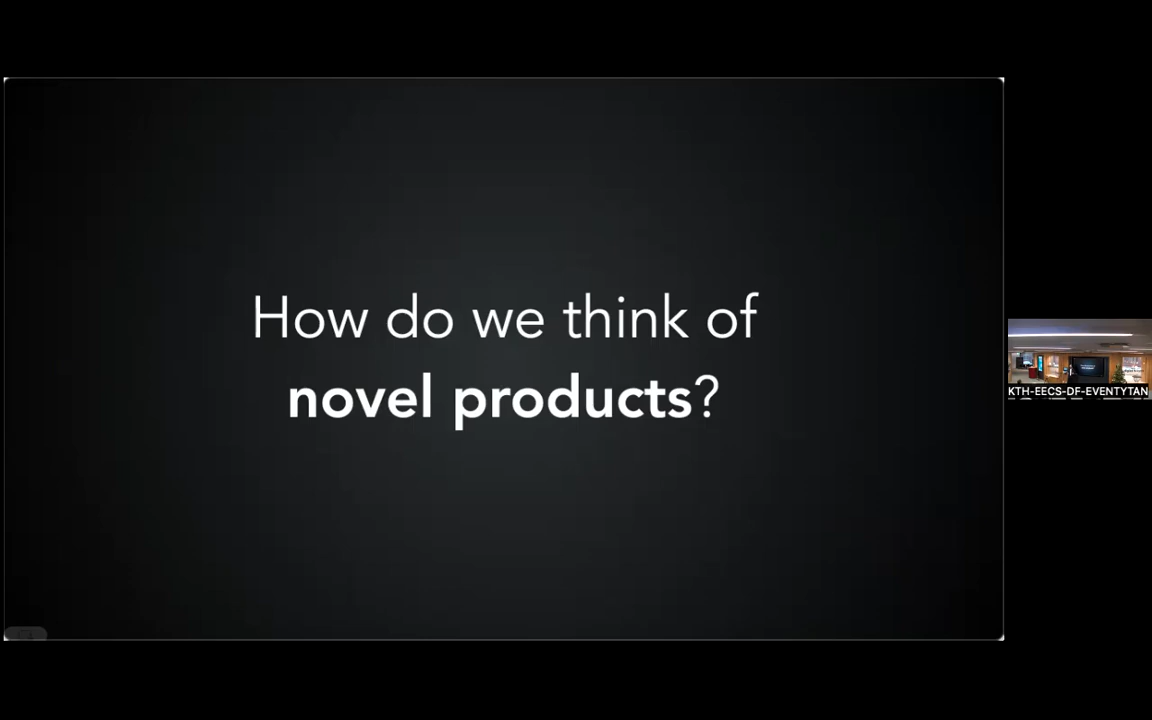 How do we think of
novel products?
KTH-EECS-DF-EVENTYTAN